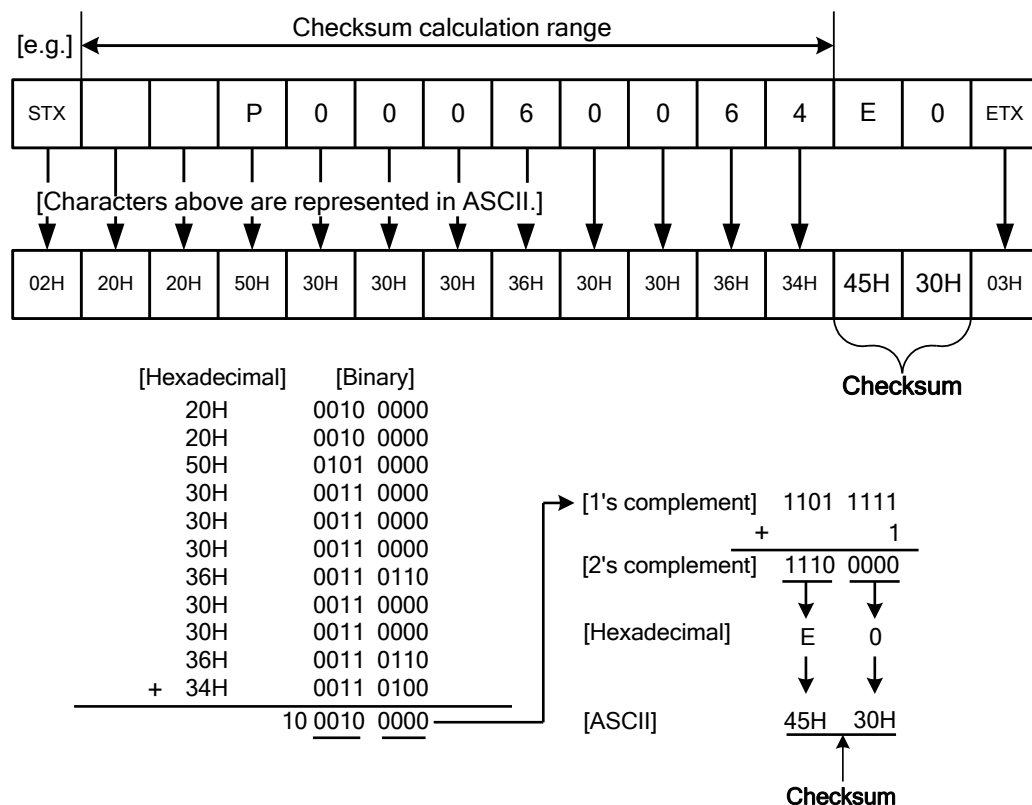 Checksum calculation range
[e.g.]
STX P 0 0 0 6 0 0 6 4 E 0 ETX
[Characters above are represented in ASCII.]
02H 20H 20H 50H 30H 30H 30H 36H 30H 30H 36H 34H 45H 30H 03H
Checksum
[Hexadecimal] [Binary]
20H 0010 0000
20H 0010 0000
50H 0101 0000
30H 0011 0000
30H 0011 0000
30H 0011 0000
36H 0011 0110
30H 0011 0000
30H 0011 0000
36H 0011 0110
+ 34H 0011 0100
10 0010 0000
[1's complement] 1101 1111
+ 1
[2's complement] 1110 0000
[Hexadecimal] E 0
[ASCII] 45H 30H
Checksum